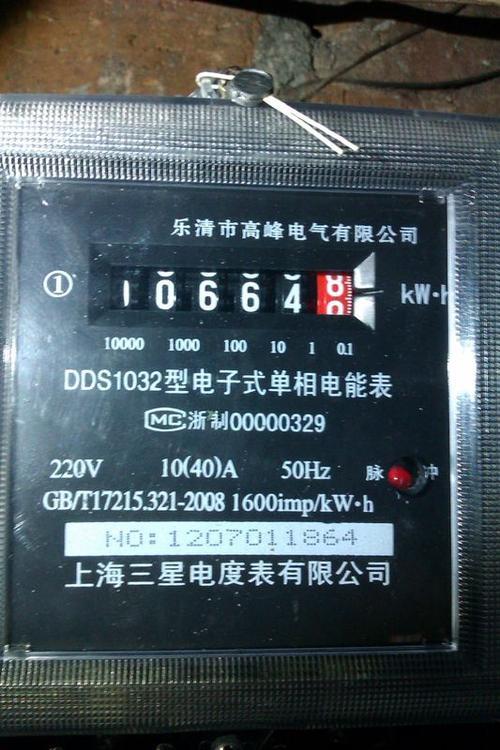 乐清市高峰电气有限公司
① 10664 kW·h
10000 1000 100 10 1 0.1
DDS1032型电子式单相电能表
MC 浙制00000329
220V 10(40)A 50Hz 脉冲
GB/T17215.321-2008 1600imp/kW·h
NO:1207011864
上海三星电度表有限公司